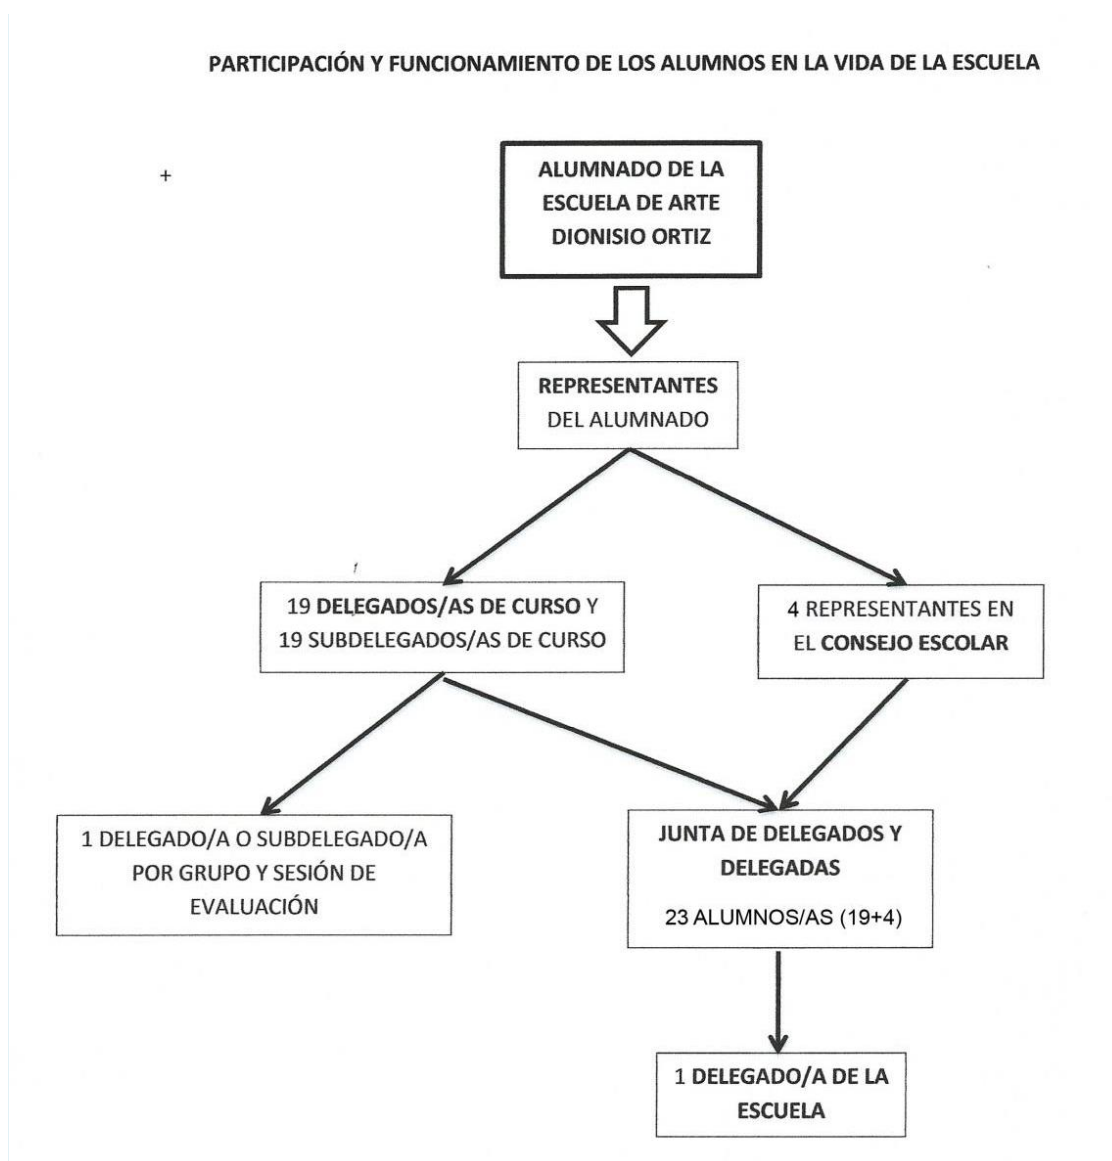 PARTICIPACIÓN Y FUNCIONAMIENTO DE LOS ALUMNOS EN LA VIDA DE LA ESCUELA
+
ALUMNADO DE LA
ESCUELA DE ARTE
DIONISIO ORTIZ
REPRESENTANTES
DEL ALUMNADO
19 DELEGADOS/AS DE CURSO Y
19 SUBDELEGADOS/AS DE CURSO
4 REPRESENTANTES EN
EL CONSEJO ESCOLAR
1 DELEGADO/A O SUBDELEGADO/A
POR GRUPO Y SESIÓN DE
EVALUACIÓN
JUNTA DE DELEGADOS Y
DELEGADAS
23 ALUMNOS/AS (19+4)
1 DELEGADO/A DE LA
ESCUELA